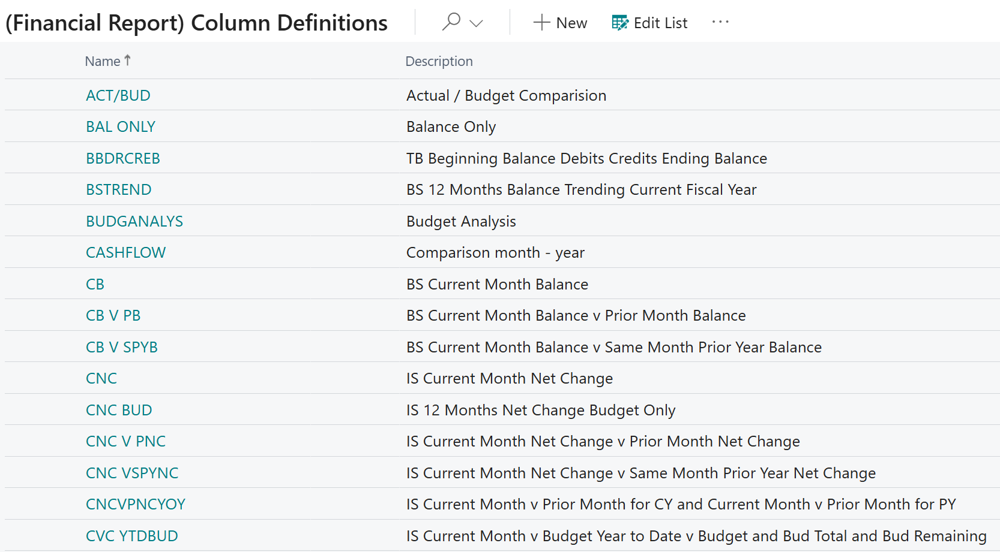 (Financial Report) Column Definitions New Edit List ...
Name ↑ Description
ACT/BUD Actual / Budget Comparision
BAL ONLY Balance Only
BBDRCREB TB Beginning Balance Debits Credits Ending Balance
BSTREND BS 12 Months Balance Trending Current Fiscal Year
BUDGANALYS Budget Analysis
CASHFLOW Comparison month - year
CB BS Current Month Balance
CB V PB BS Current Month Balance v Prior Month Balance
CB V SPYB BS Current Month Balance v Same Month Prior Year Balance
CNC IS Current Month Net Change
CNC BUD IS 12 Months Net Change Budget Only
CNC V PNC IS Current Month Net Change v Prior Month Net Change
CNC VSPYNC IS Current Month Net Change v Same Month Prior Year Net Change
CNCVPNCYOY IS Current Month v Prior Month for CY and Current Month v Prior Month for PY
CVC YTDBUD IS Current Month v Budget Year to Date v Budget and Bud Total and Bud Remaining